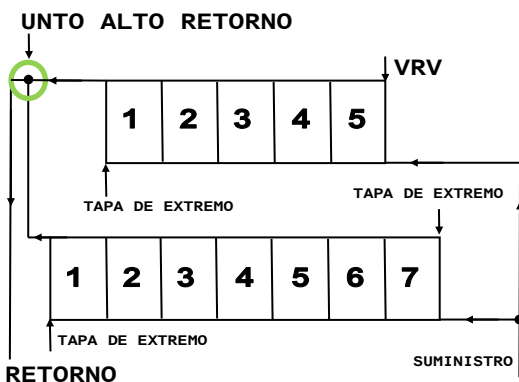 UNTO ALTO RETORNO
VRV
1 2 3 4 5
TAPA DE EXTREMO
TAPA DE EXTREMO
1 2 3 4 5 6 7
TAPA DE EXTREMO
SUMINISTRO
RETORNO